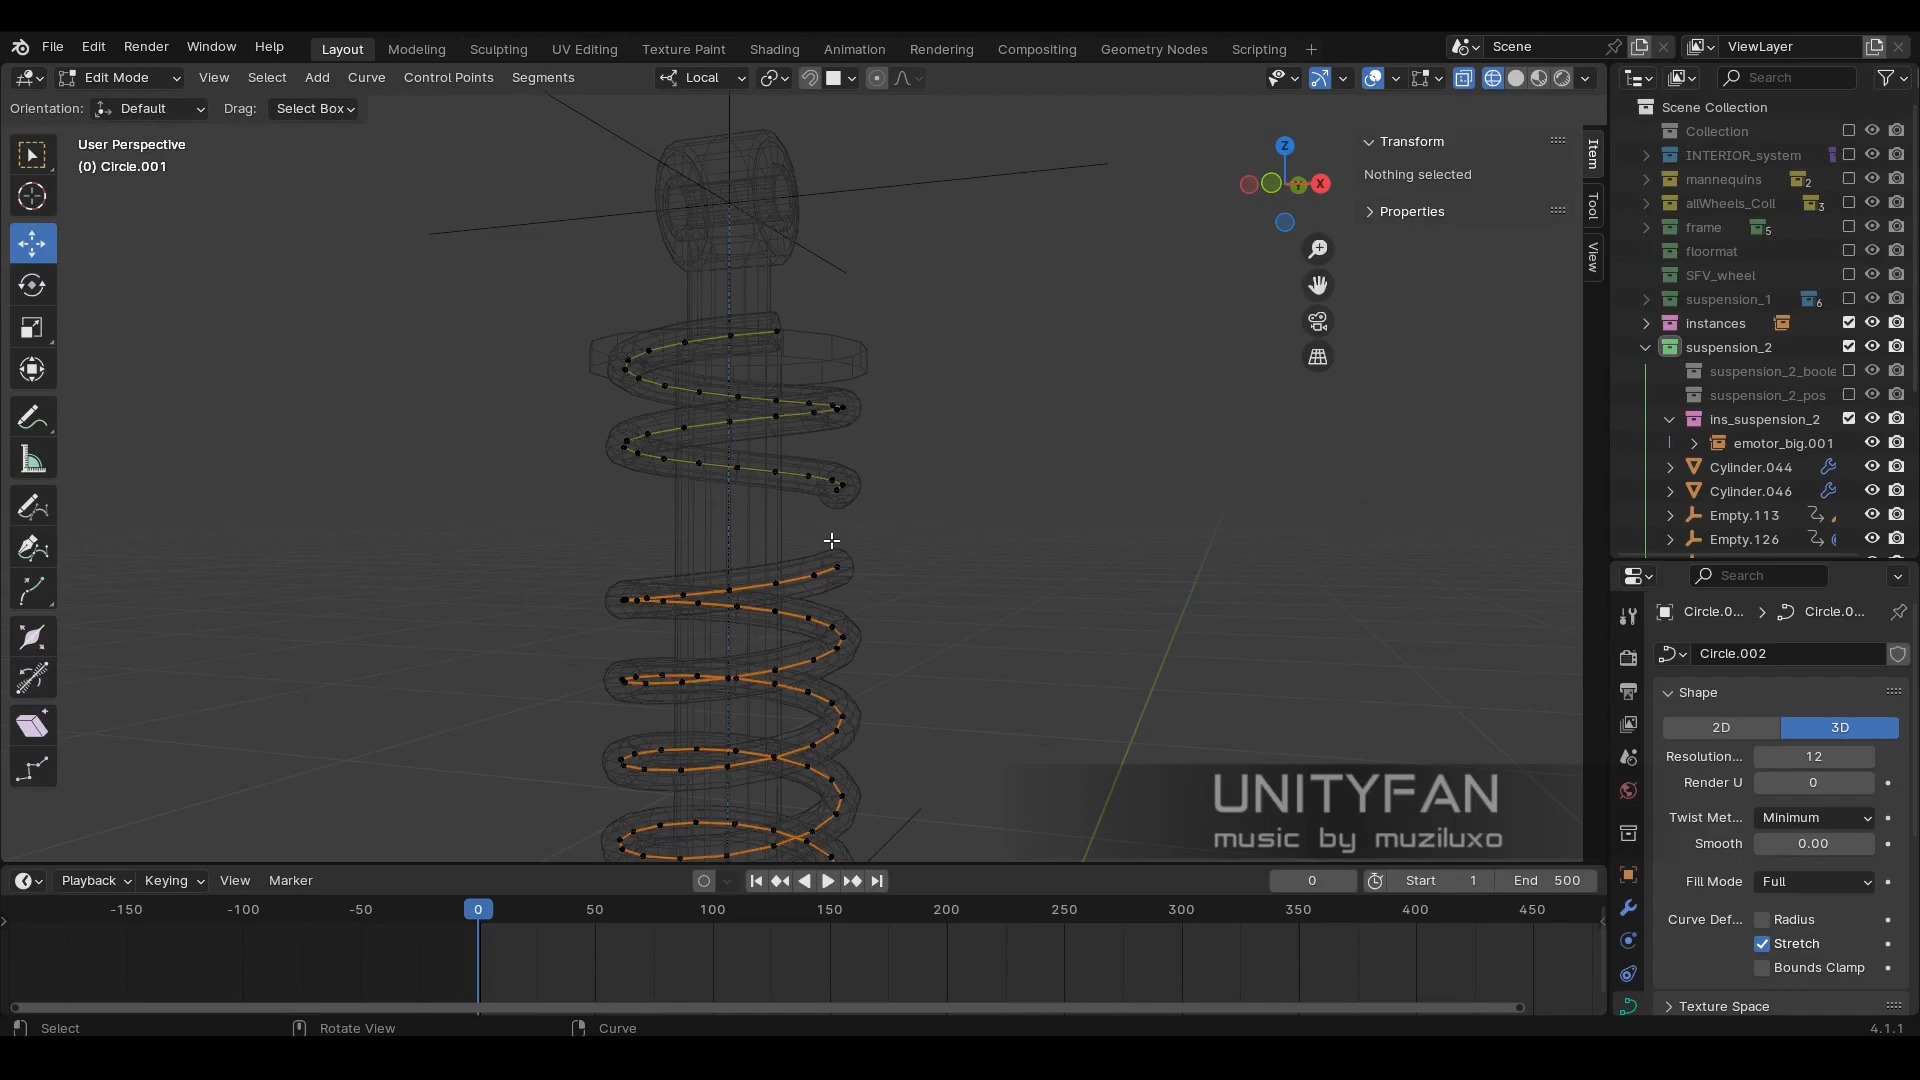 File Edit Render Window Help
Layout Modeling Sculpting UV Editing Texture Paint Shading Animation Rendering Compositing Geometry Nodes Scripting
Scene ViewLayer
Edit Mode View Select Add Curve Control Points Segments Local
Orientation: Default Drag: Select Box
User Perspective
(0) Circle.001
Z
Y
X
Transform
Nothing selected
Properties
Item
Tool
View
Search
Scene Collection
Collection
INTERIOR_system
mannequins 2
allWheels_Coll 3
frame 5
floormat
SFV_wheel
suspension_1 6
instances
suspension_2
suspension_2_boole
suspension_2_pos
ins_suspension_2
emotor_big.001
Cylinder.044
Cylinder.046
Empty.113
Empty.126
Search
Circle.0... Circle.0...
Circle.002
Shape
2D 3D
Resolution... 12
Render U 0
Twist Met... Minimum
Smooth 0.00
Fill Mode Full
Curve Def... Radius
Stretch
Bounds Clamp
Texture Space
UNITYFAN
music by muziluxo
Playback Keying View Marker 0 Start 1 End 500
-150 -100 -50 0 50 100 150 200 250 300 350 400 450
Select Rotate View Curve 4.1.1